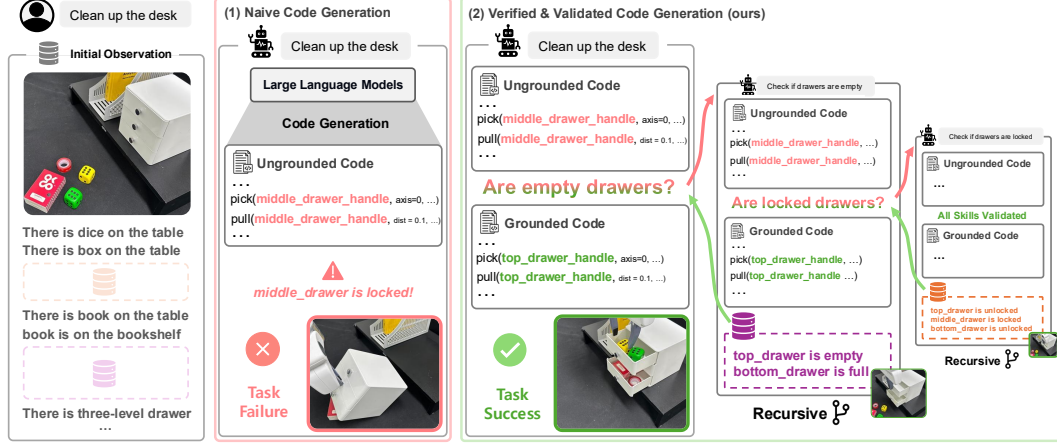 Clean up the desk
Initial Observation
There is dice on the table
There is box on the table
There is book on the table
book is on the bookshelf
There is three-level drawer
...
(1) Naive Code Generation
Clean up the desk
Large Language Models
Code Generation
Ungrounded Code
...
pick(middle_drawer_handle, axis=0, ...)
pull(middle_drawer_handle, dist = 0.1, ...)
...
middle_drawer is locked!
Task
Failure
(2) Verified & Validated Code Generation (ours)
Clean up the desk
Ungrounded Code
...
pick(middle_drawer_handle, axis=0, ...)
pull(middle_drawer_handle, dist = 0.1, ...)
...
Are empty drawers?
Grounded Code
...
pick(top_drawer_handle, axis=0, ...)
pull(top_drawer_handle, dist = 0.1, ...)
...
Task
Success
Check if drawers are empty
Ungrounded Code
...
pick(middle_drawer_handle, ...)
pull(middle_drawer_handle, ...)
...
Are locked drawers?
Grounded Code
...
pick(top_drawer_handle, ...)
pull(top_drawer_handle ...)
...
top_drawer is empty
bottom_drawer is full
Recursive
Check if drawers are locked
Ungrounded Code
...
All Skills Validated
Grounded Code
...
top_drawer is unlocked
middle_drawer is locked
bottom_drawer is unlocked
Recursive